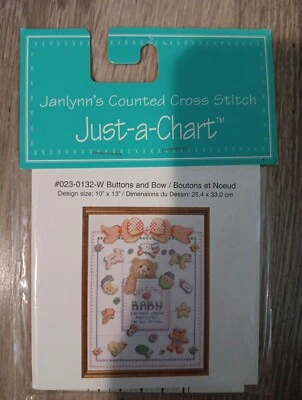 Janlynn's Counted Cross Stitch
Just-a-Chart™
#023-0132-W Buttons and Bow / Boutons et Noeud
Design size: 10" x 13" / Dimensions du Dessin: 25,4 x 33,0 cm
BABY